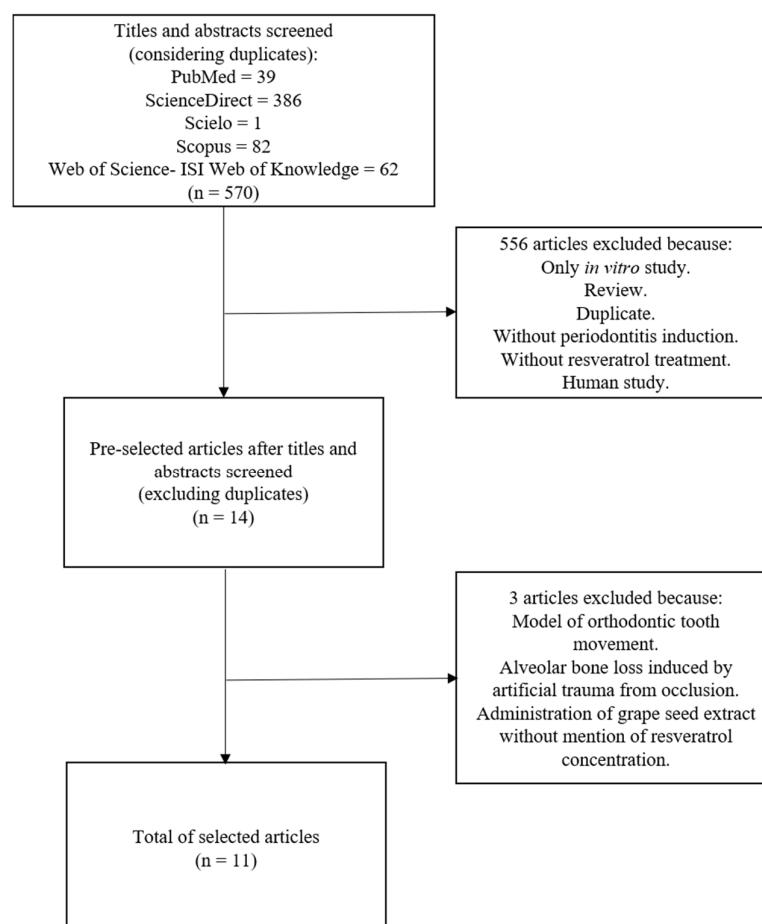 Titles and abstracts screened
(considering duplicates):
PubMed = 39
ScienceDirect = 386
Scielo = 1
Scopus = 82
Web of Science- ISI Web of Knowledge = 62
(n = 570)
556 articles excluded because:
Only in vitro study.
Review.
Duplicate.
Without periodontitis induction.
Without resveratrol treatment.
Human study.
Pre-selected articles after titles and
abstracts screened
(excluding duplicates)
(n = 14)
3 articles excluded because:
Model of orthodontic tooth
movement.
Alveolar bone loss induced by
artificial trauma from occlusion.
Administration of grape seed extract
without mention of resveratrol
concentration.
Total of selected articles
(n = 11)